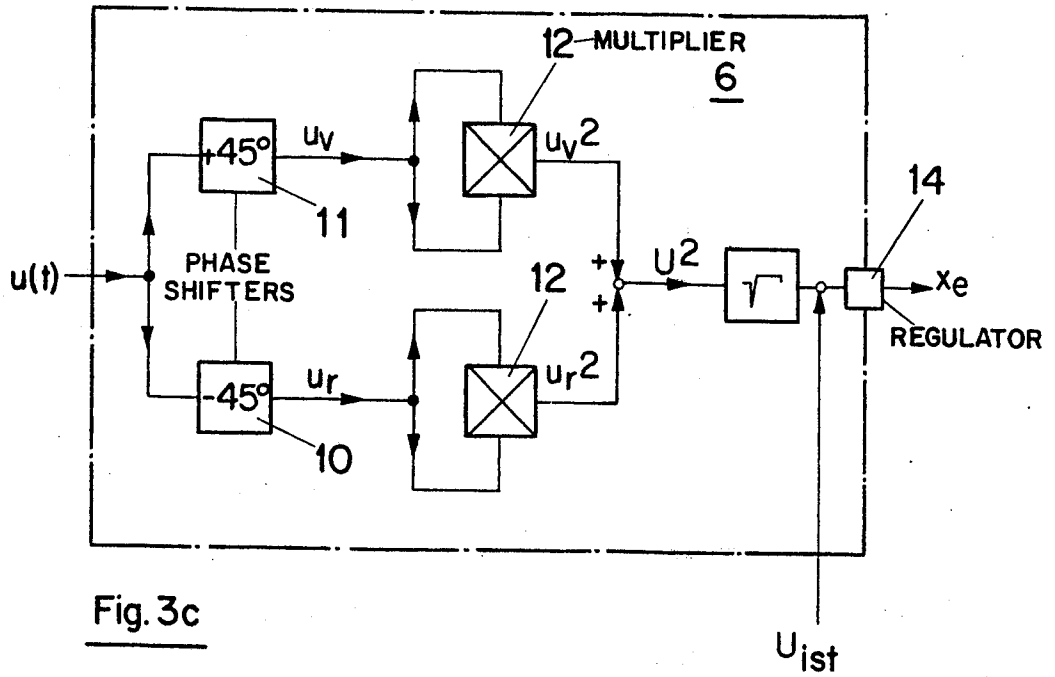 12 MULTIPLIER
6
+45°
uv
uv2
11
14
PHASE
SHIFTERS
u(t)
U2
+
+
√
xe
REGULATOR
12
-45°
ur
ur2
10
Fig. 3c
Uist